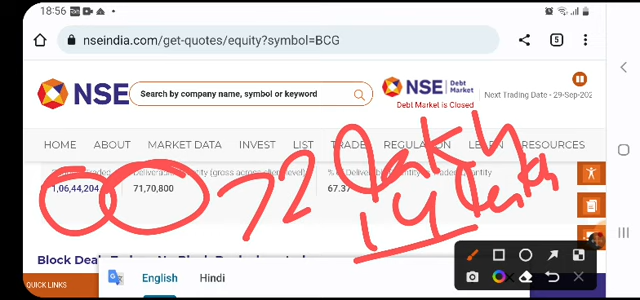 18:56
nseindia.com/get-quotes/equity?symbol=BCG
5
NSE
Search by company name, symbol or keyword
NSE Debt Market
Debt Market is Closed
Next Trading Date - 29-Sep-202
HOME ABOUT MARKET DATA INVEST LIST TRADE REGULATION LEARN RESOURCES
1,06,44,204 71,70,800 67.37
72 Lakh
14
QUICK LINKS
English Hindi